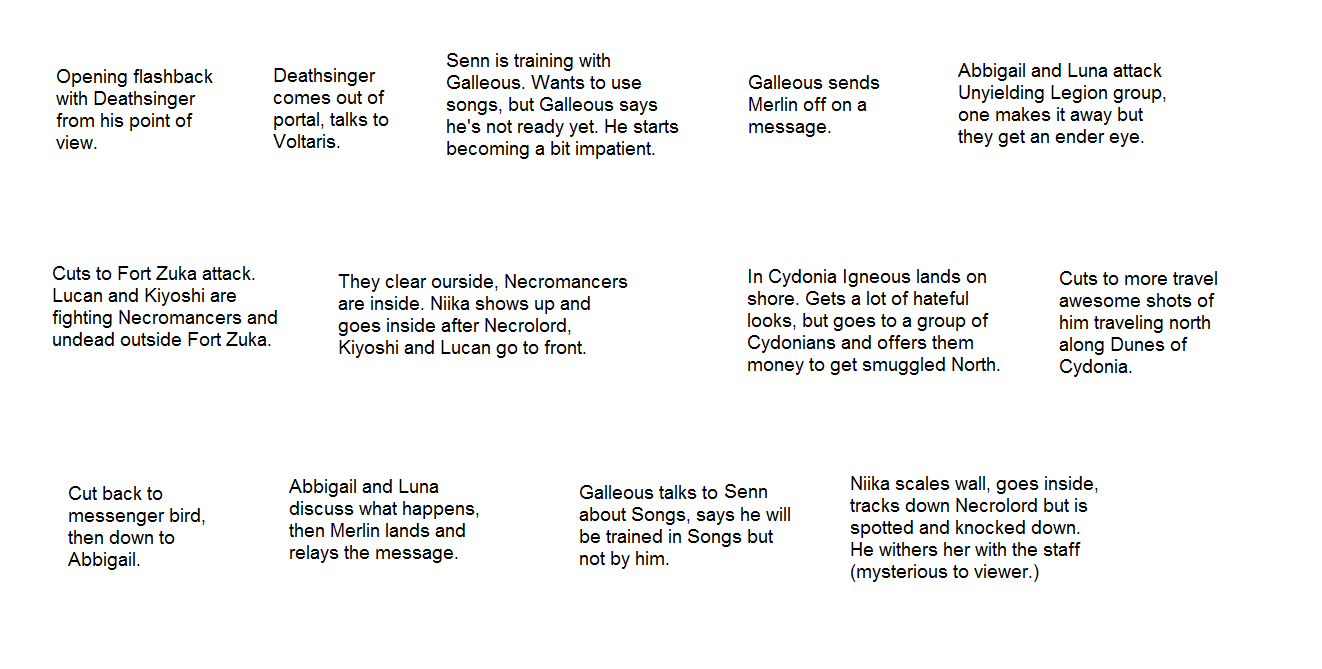 Opening flashback
with Deathsinger
from his point of
view.
Deathsinger
comes out of
portal, talks to
Voltaris.
Senn is training with
Galleous. Wants to use
songs, but Galleous says
he's not ready yet. He starts
becoming a bit impatient.
Galleous sends
Merlin off on a
message.
Abbigail and Luna attack
Unyielding Legion group,
one makes it away but
they get an ender eye.
Cuts to Fort Zuka attack.
Lucan and Kiyoshi are
fighting Necromancers and
undead outside Fort Zuka.
They clear ourside, Necromancers
are inside. Niika shows up and
goes inside after Necrolord,
Kiyoshi and Lucan go to front.
In Cydonia Igneous lands on
shore. Gets a lot of hateful
looks, but goes to a group of
Cydonians and offers them
money to get smuggled North.
Cuts to more travel
awesome shots of
him traveling north
along Dunes of
Cydonia.
Cut back to
messenger bird,
then down to
Abbigail.
Abbigail and Luna
discuss what happens,
then Merlin lands and
relays the message.
Galleous talks to Senn
about Songs, says he will
be trained in Songs but
not by him.
Niika scales wall, goes inside,
tracks down Necrolord but is
spotted and knocked down.
He withers her with the staff
(mysterious to viewer.)